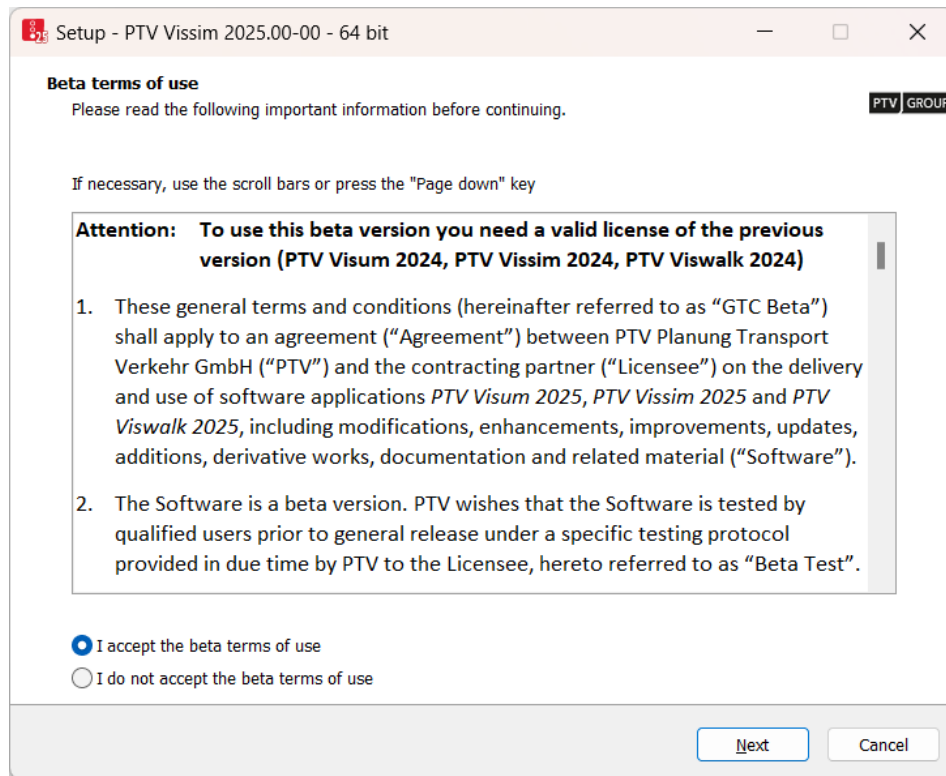 Setup - PTV Vissim 2025.00-00 - 64 bit
Beta terms of use
Please read the following important information before continuing.
PTV GROUP
If necessary, use the scroll bars or press the "Page down" key
Attention: To use this beta version you need a valid license of the previous
version (PTV Visum 2024, PTV Vissim 2024, PTV Viswalk 2024)
1. These general terms and conditions (hereinafter referred to as “GTC Beta”)
shall apply to an agreement (“Agreement”) between PTV Planung Transport
Verkehr GmbH (“PTV”) and the contracting partner (“Licensee”) on the delivery
and use of software applications PTV Visum 2025, PTV Vissim 2025 and PTV
Viswalk 2025, including modifications, enhancements, improvements, updates,
additions, derivative works, documentation and related material (“Software”).
2. The Software is a beta version. PTV wishes that the Software is tested by
qualified users prior to general release under a specific testing protocol
provided in due time by PTV to the Licensee, hereto referred to as “Beta Test”.
I accept the beta terms of use
I do not accept the beta terms of use
Next Cancel